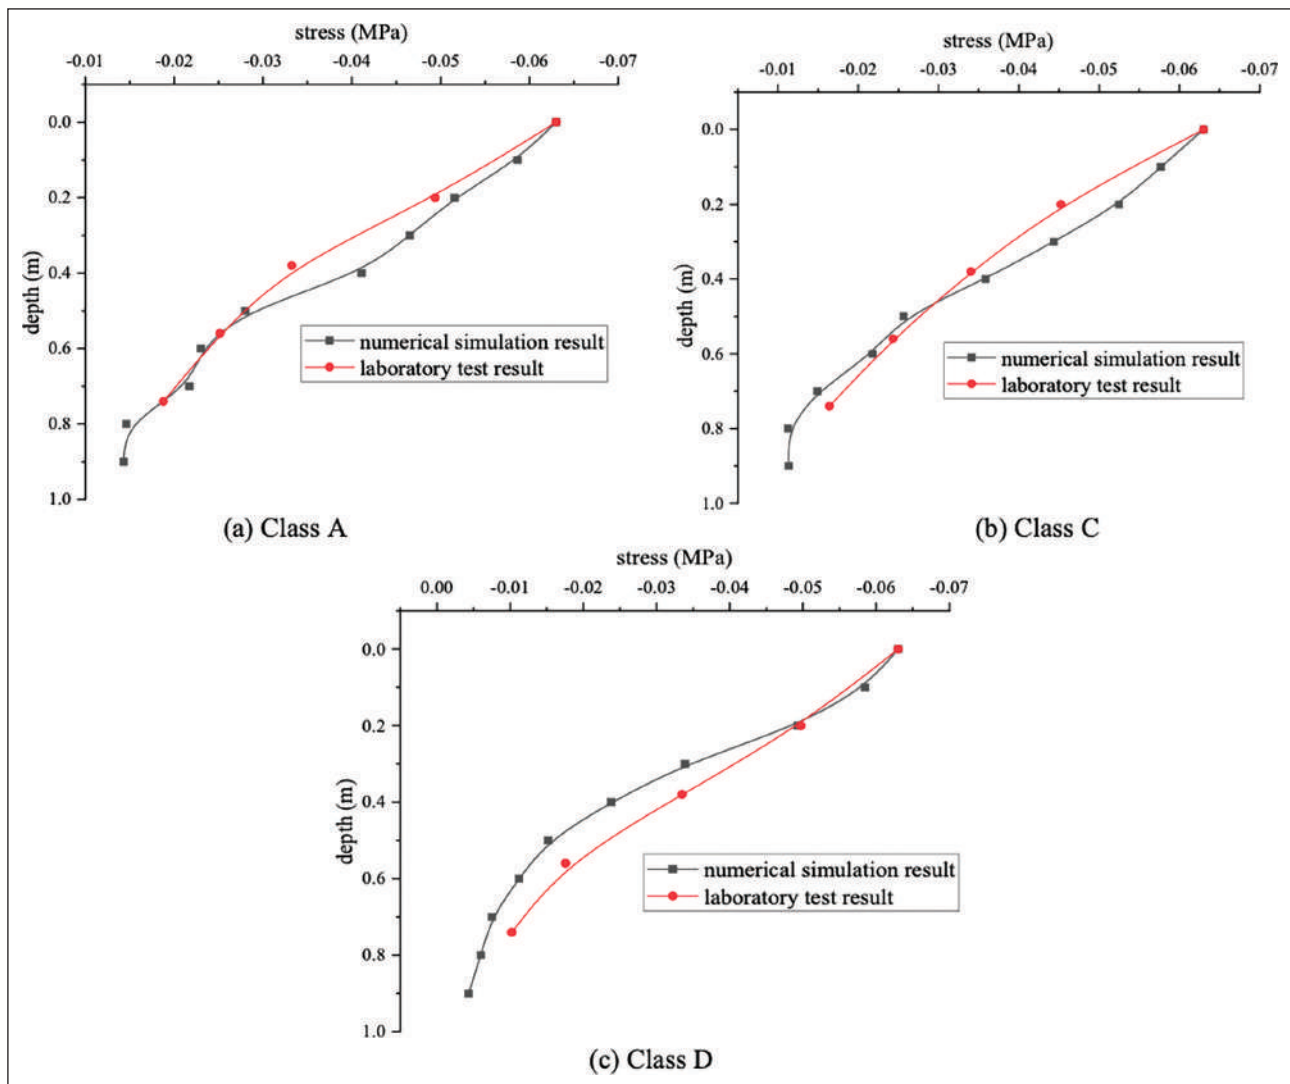 stress (MPa)
-0.01 -0.02 -0.03 -0.04 -0.05 -0.06 -0.07
0.0
0.2
0.4
0.6
0.8
1.0
depth (m)
numerical simulation result
laboratory test result
(a) Class A
stress (MPa)
-0.01 -0.02 -0.03 -0.04 -0.05 -0.06 -0.07
0.0
0.2
0.4
0.6
0.8
1.0
depth (m)
numerical simulation result
laboratory test result
(b) Class C
stress (MPa)
0.00 -0.01 -0.02 -0.03 -0.04 -0.05 -0.06 -0.07
0.0
0.2
0.4
0.6
0.8
1.0
depth (m)
numerical simulation result
laboratory test result
(c) Class D